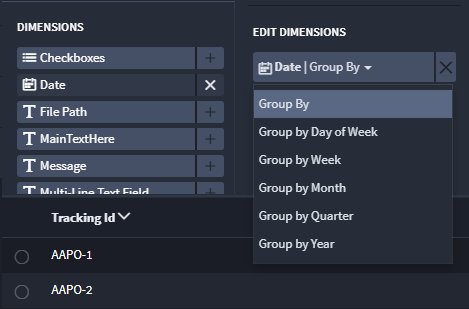 DIMENSIONS
Checkboxes
Date
File Path
MainTextHere
Message
Multi-Line Text Field
EDIT DIMENSIONS
Date | Group By
Group By
Group by Day of Week
Group by Week
Group by Month
Group by Quarter
Group by Year
Tracking Id
AAPO-1
AAPO-2